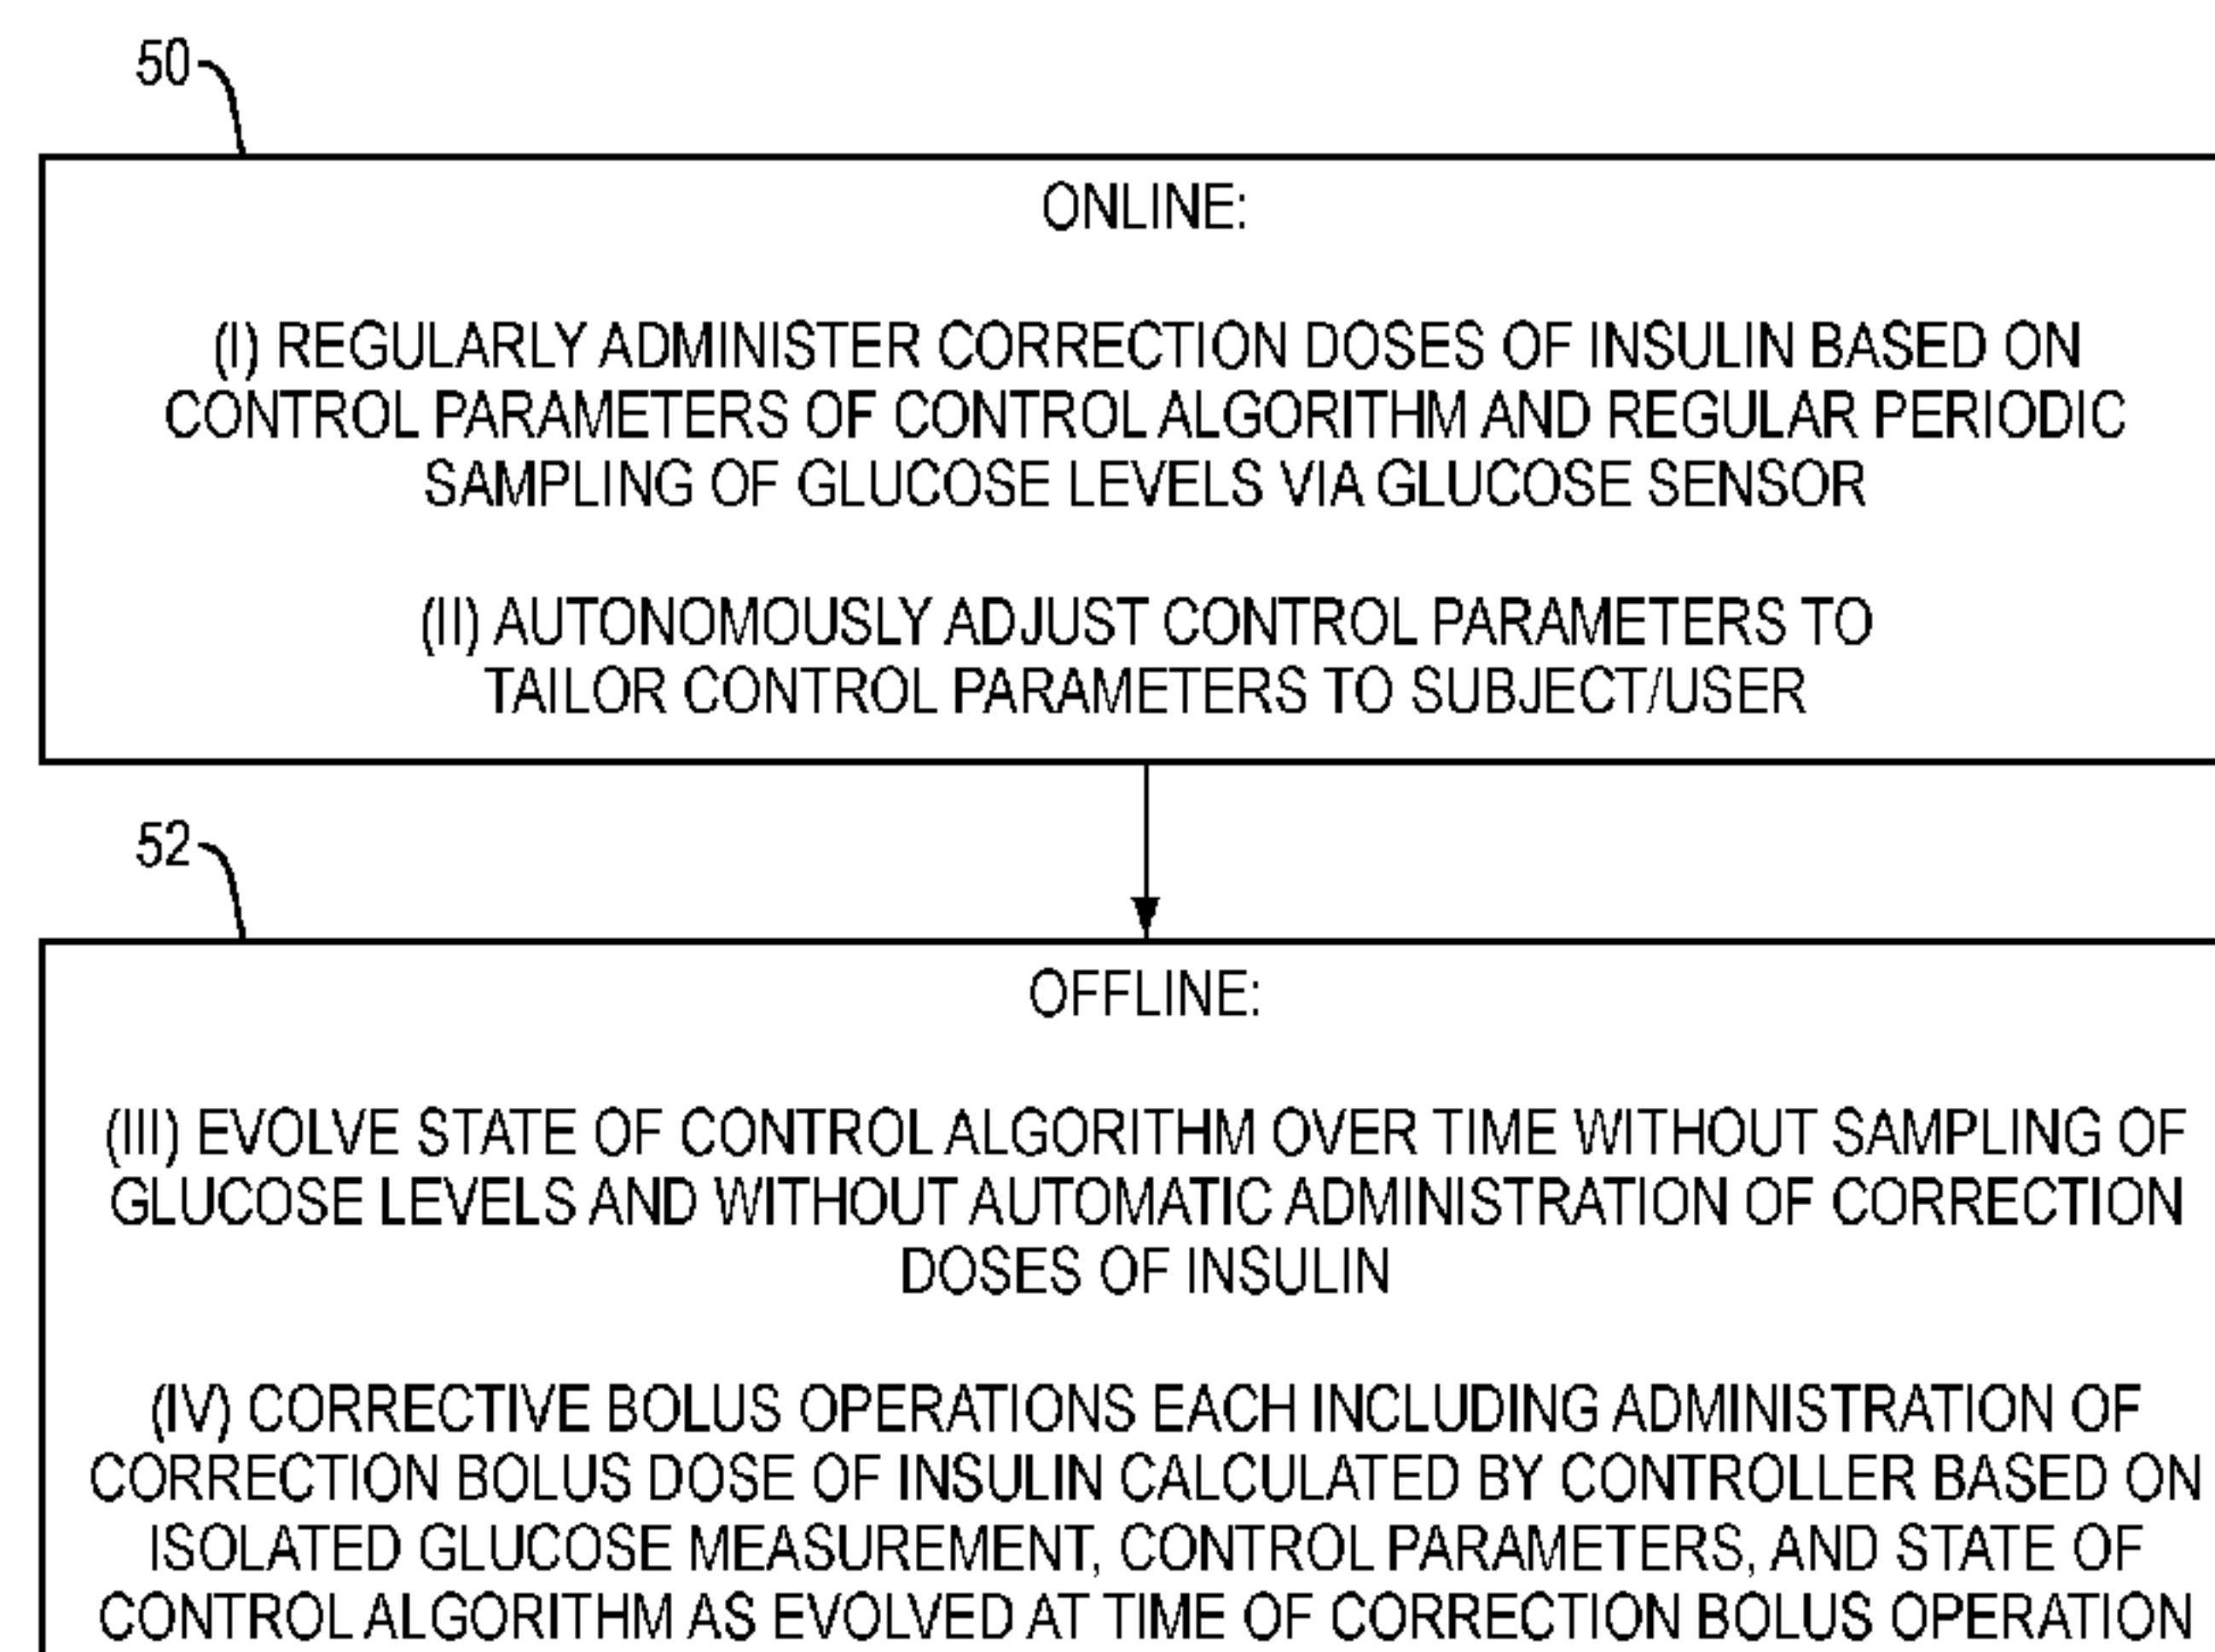 50
ONLINE:
(I) REGULARLY ADMINISTER CORRECTION DOSES OF INSULIN BASED ON
CONTROL PARAMETERS OF CONTROL ALGORITHM AND REGULAR PERIODIC
SAMPLING OF GLUCOSE LEVELS VIA GLUCOSE SENSOR
(II) AUTONOMOUSLY ADJUST CONTROL PARAMETERS TO
TAILOR CONTROL PARAMETERS TO SUBJECT/USER
52
OFFLINE:
(III) EVOLVE STATE OF CONTROL ALGORITHM OVER TIME WITHOUT SAMPLING OF
GLUCOSE LEVELS AND WITHOUT AUTOMATIC ADMINISTRATION OF CORRECTION
DOSES OF INSULIN
(IV) CORRECTIVE BOLUS OPERATIONS EACH INCLUDING ADMINISTRATION OF
CORRECTION BOLUS DOSE OF INSULIN CALCULATED BY CONTROLLER BASED ON
ISOLATED GLUCOSE MEASUREMENT, CONTROL PARAMETERS, AND STATE OF
CONTROL ALGORITHM AS EVOLVED AT TIME OF CORRECTION BOLUS OPERATION